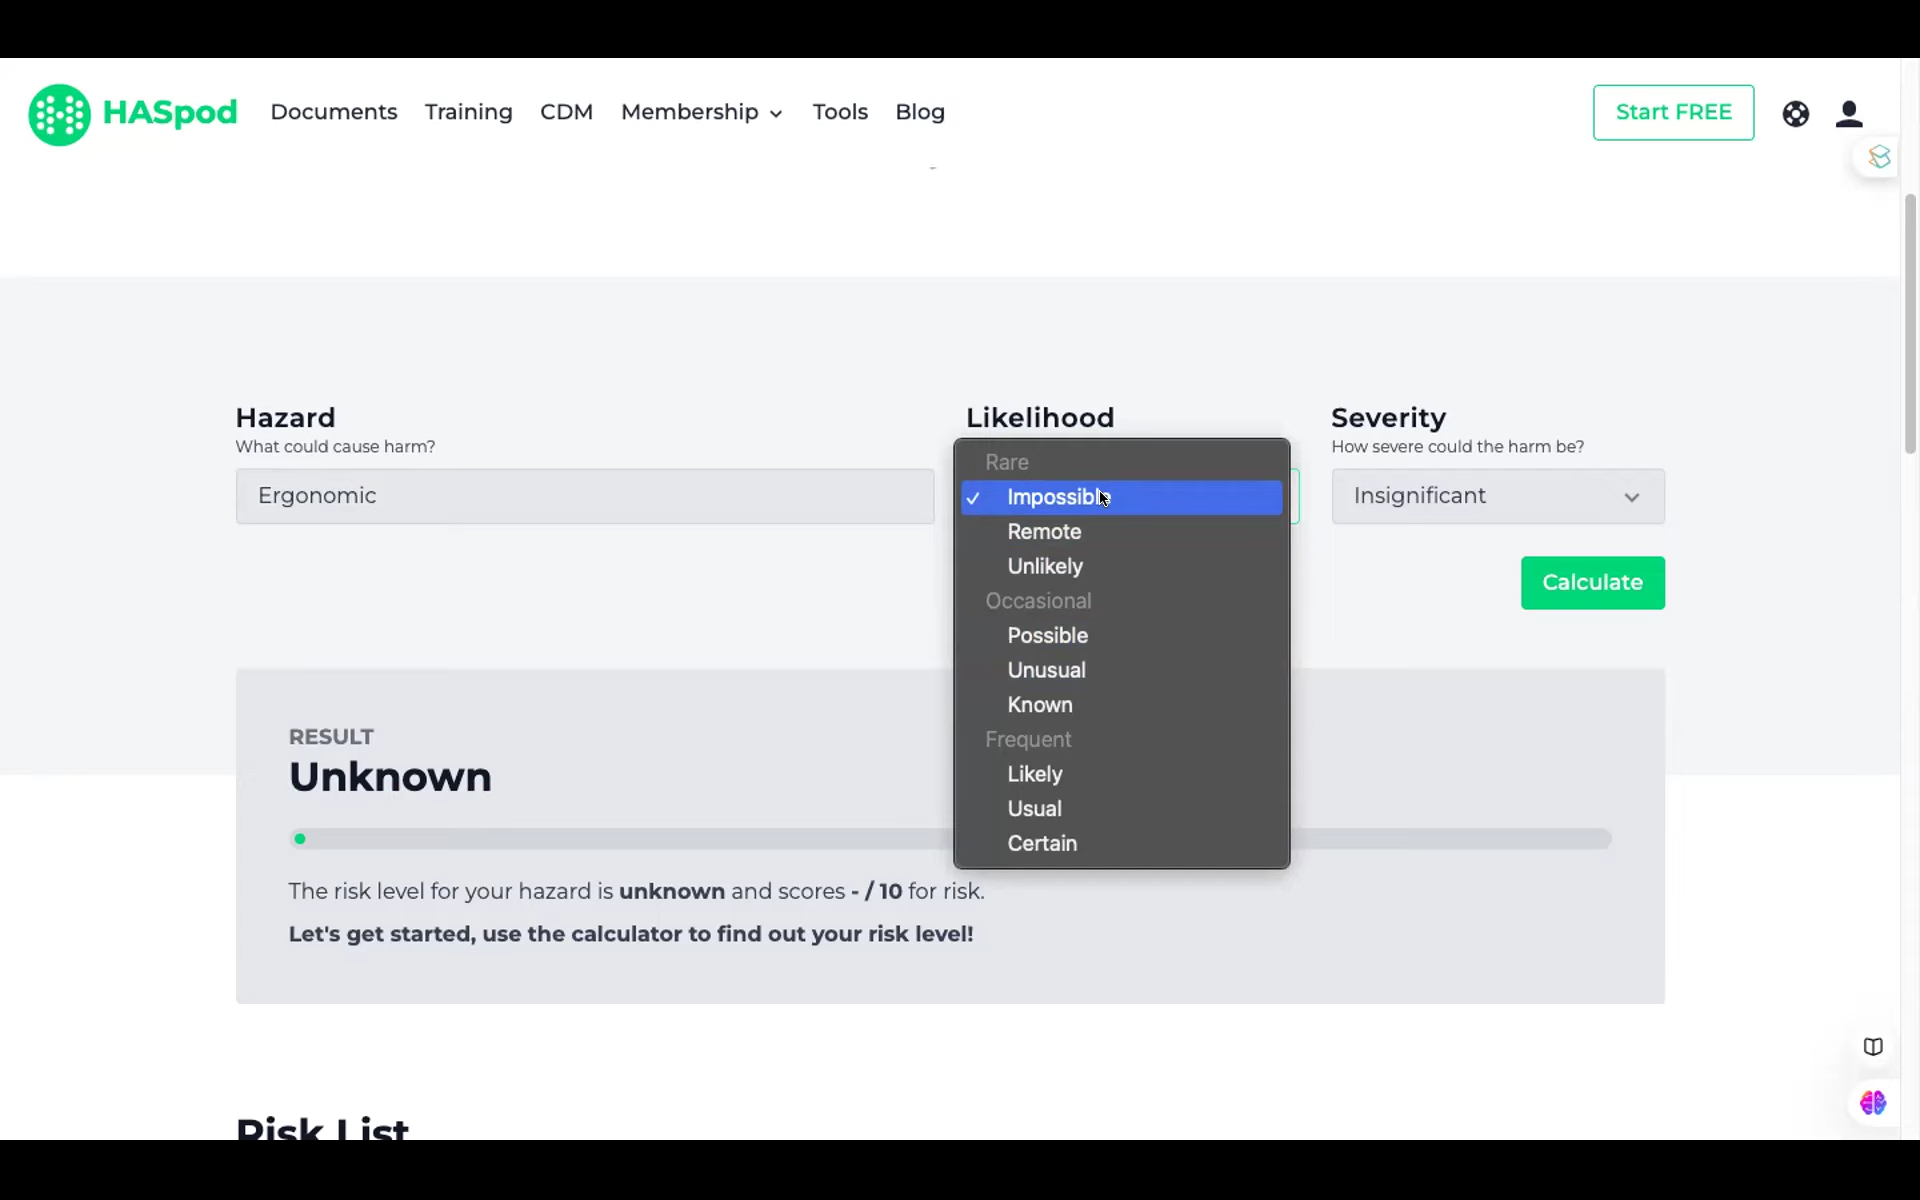 HASpod
Documents Training CDM Membership Tools Blog
Start FREE
Hazard
What could cause harm?
Ergonomic
Likelihood
Rare
Impossible
Remote
Unlikely
Occasional
Possible
Unusual
Known
Frequent
Likely
Usual
Certain
Severity
How severe could the harm be?
Insignificant
Calculate
RESULT
Unknown
The risk level for your hazard is unknown and scores - / 10 for risk.
Let's get started, use the calculator to find out your risk level!
Risk List